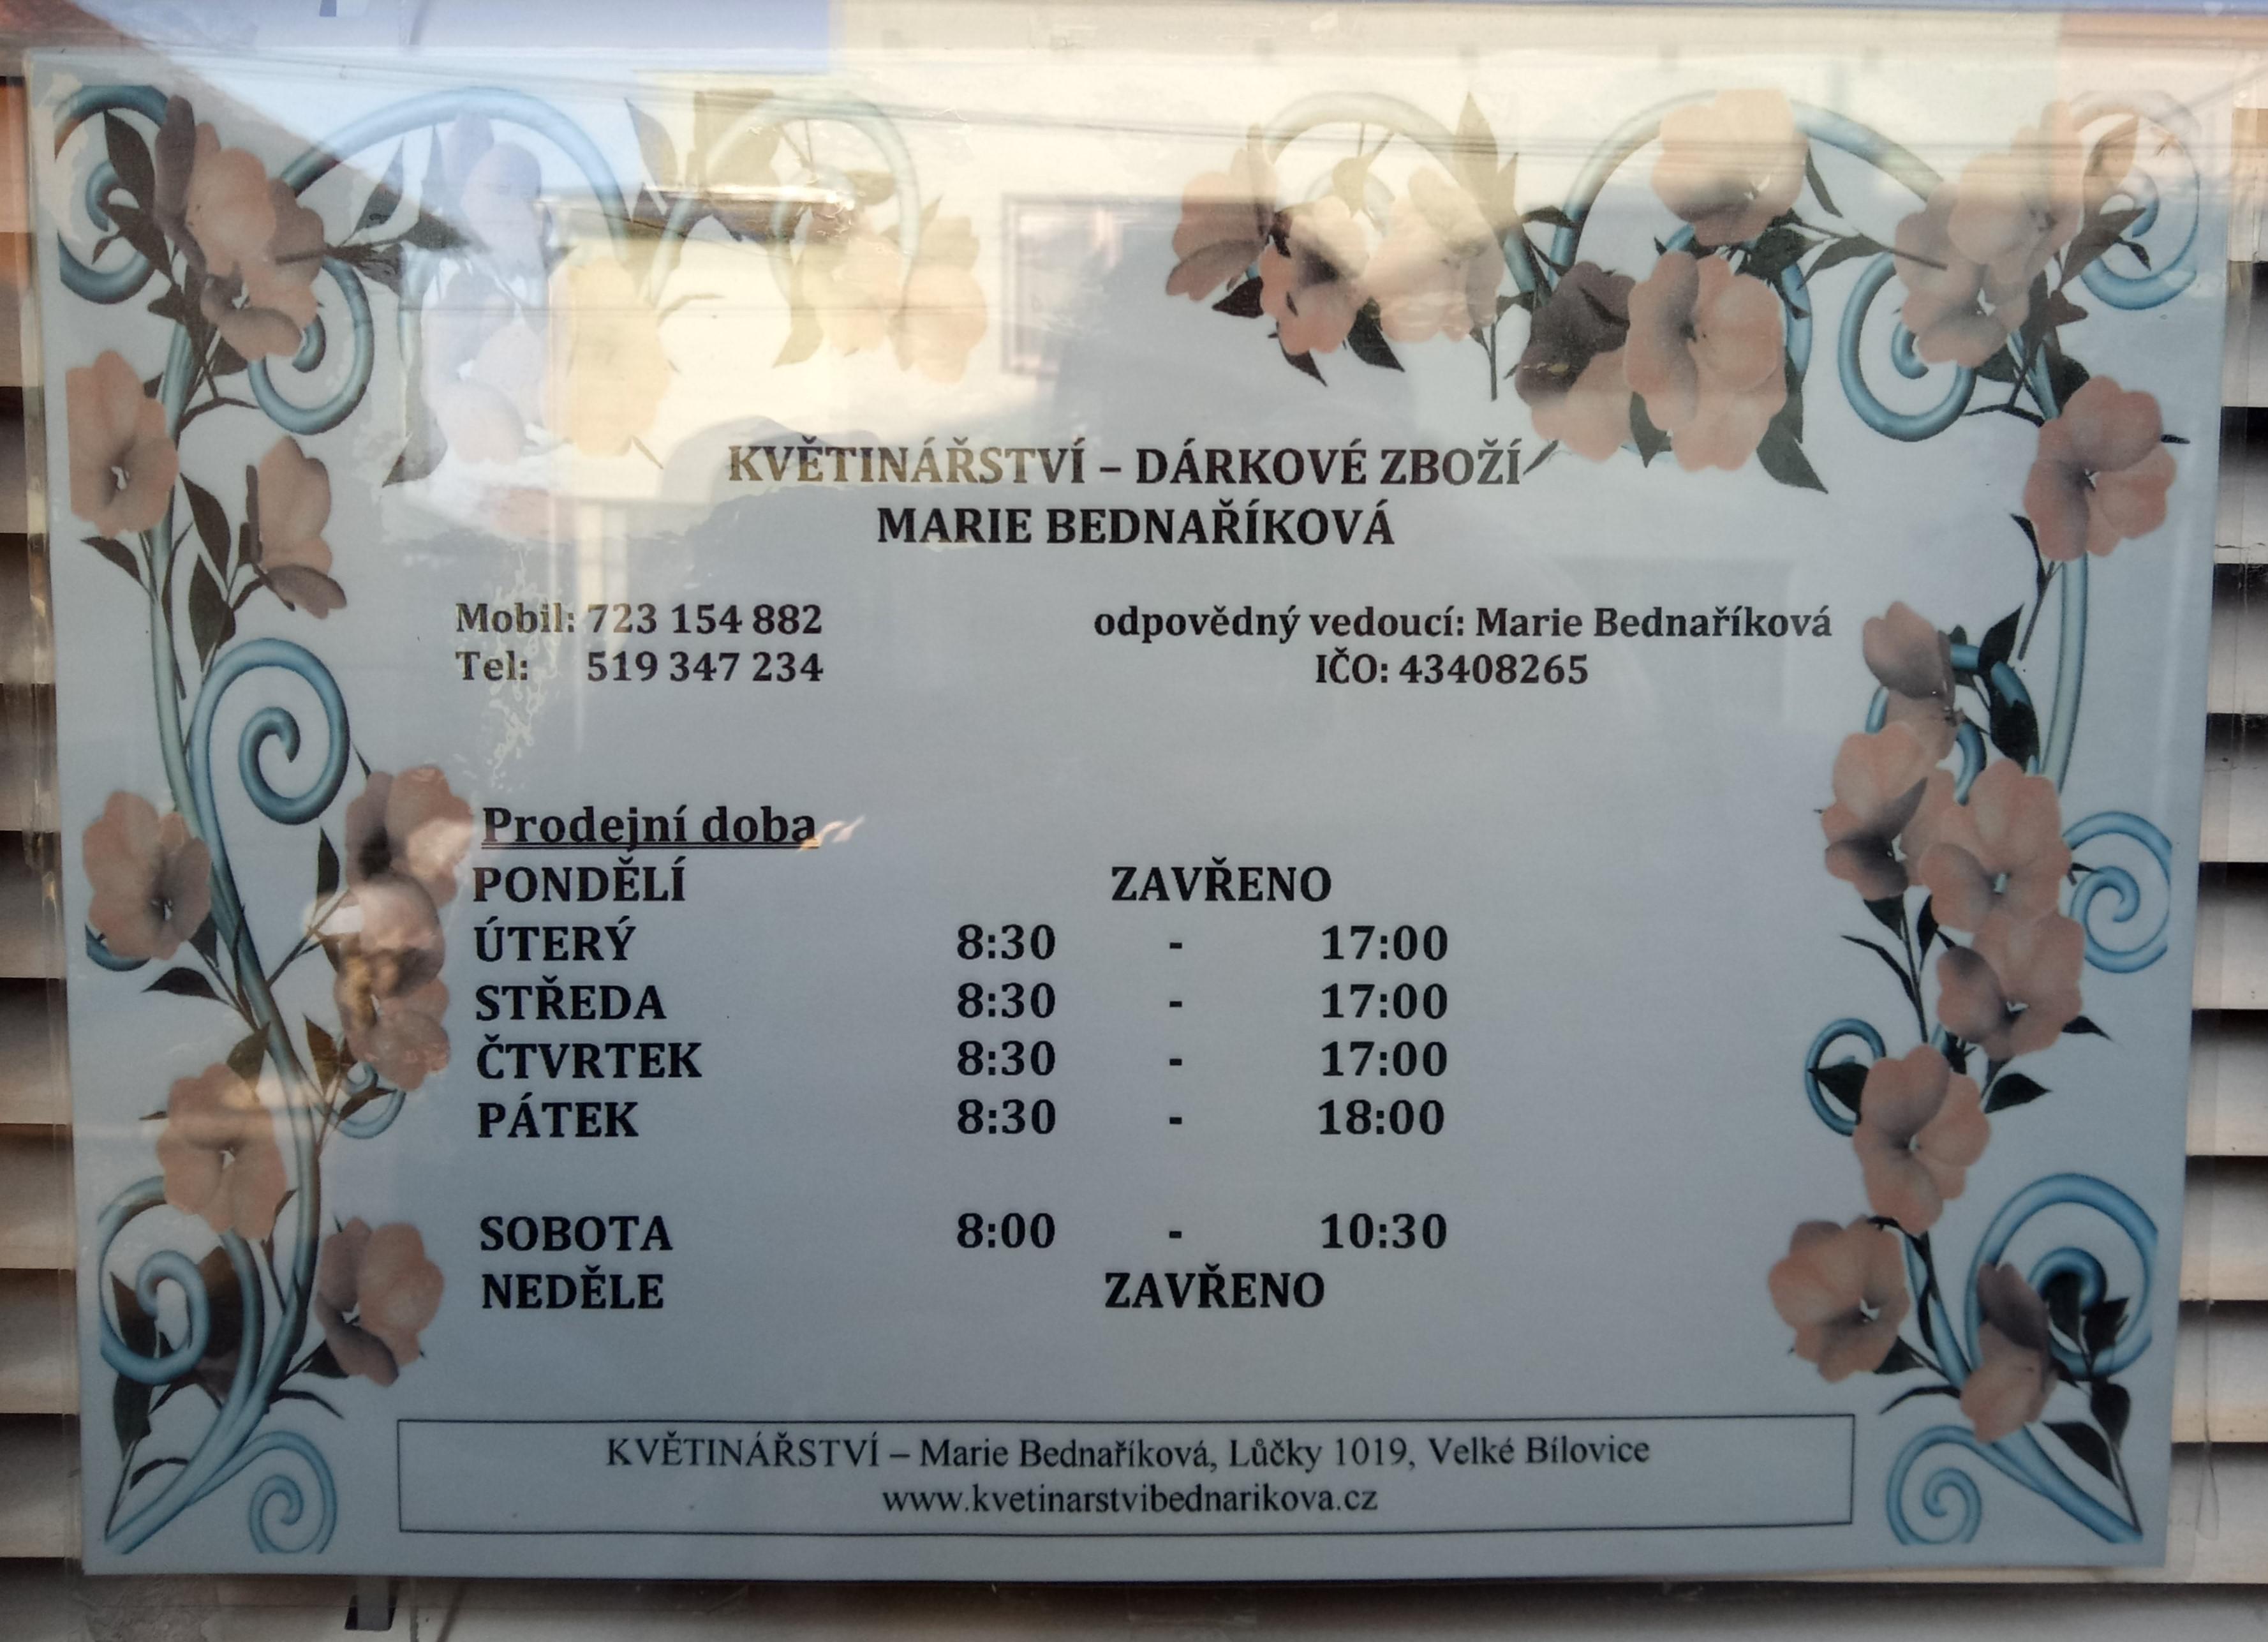 KVĚTINÁŘSTVÍ – DÁRKOVÉ ZBOŽÍ
MARIE BEDNAŘÍKOVÁ
Mobil: 723 154 882 odpovědný vedoucí: Marie Bednaříková
Tel: 519 347 234 IČO: 43408265
Prodejní doba
PONDĚLÍ ZAVŘENO
ÚTERÝ 8:30 - 17:00
STŘEDA 8:30 - 17:00
ČTVRTEK 8:30 - 17:00
PÁTEK 8:30 - 18:00
SOBOTA 8:00 - 10:30
NEDĚLE ZAVŘENO
KVĚTINÁŘSTVÍ – Marie Bednaříková, Lůčky 1019, Velké Bílovice
www.kvetinarstvibednarikova.cz